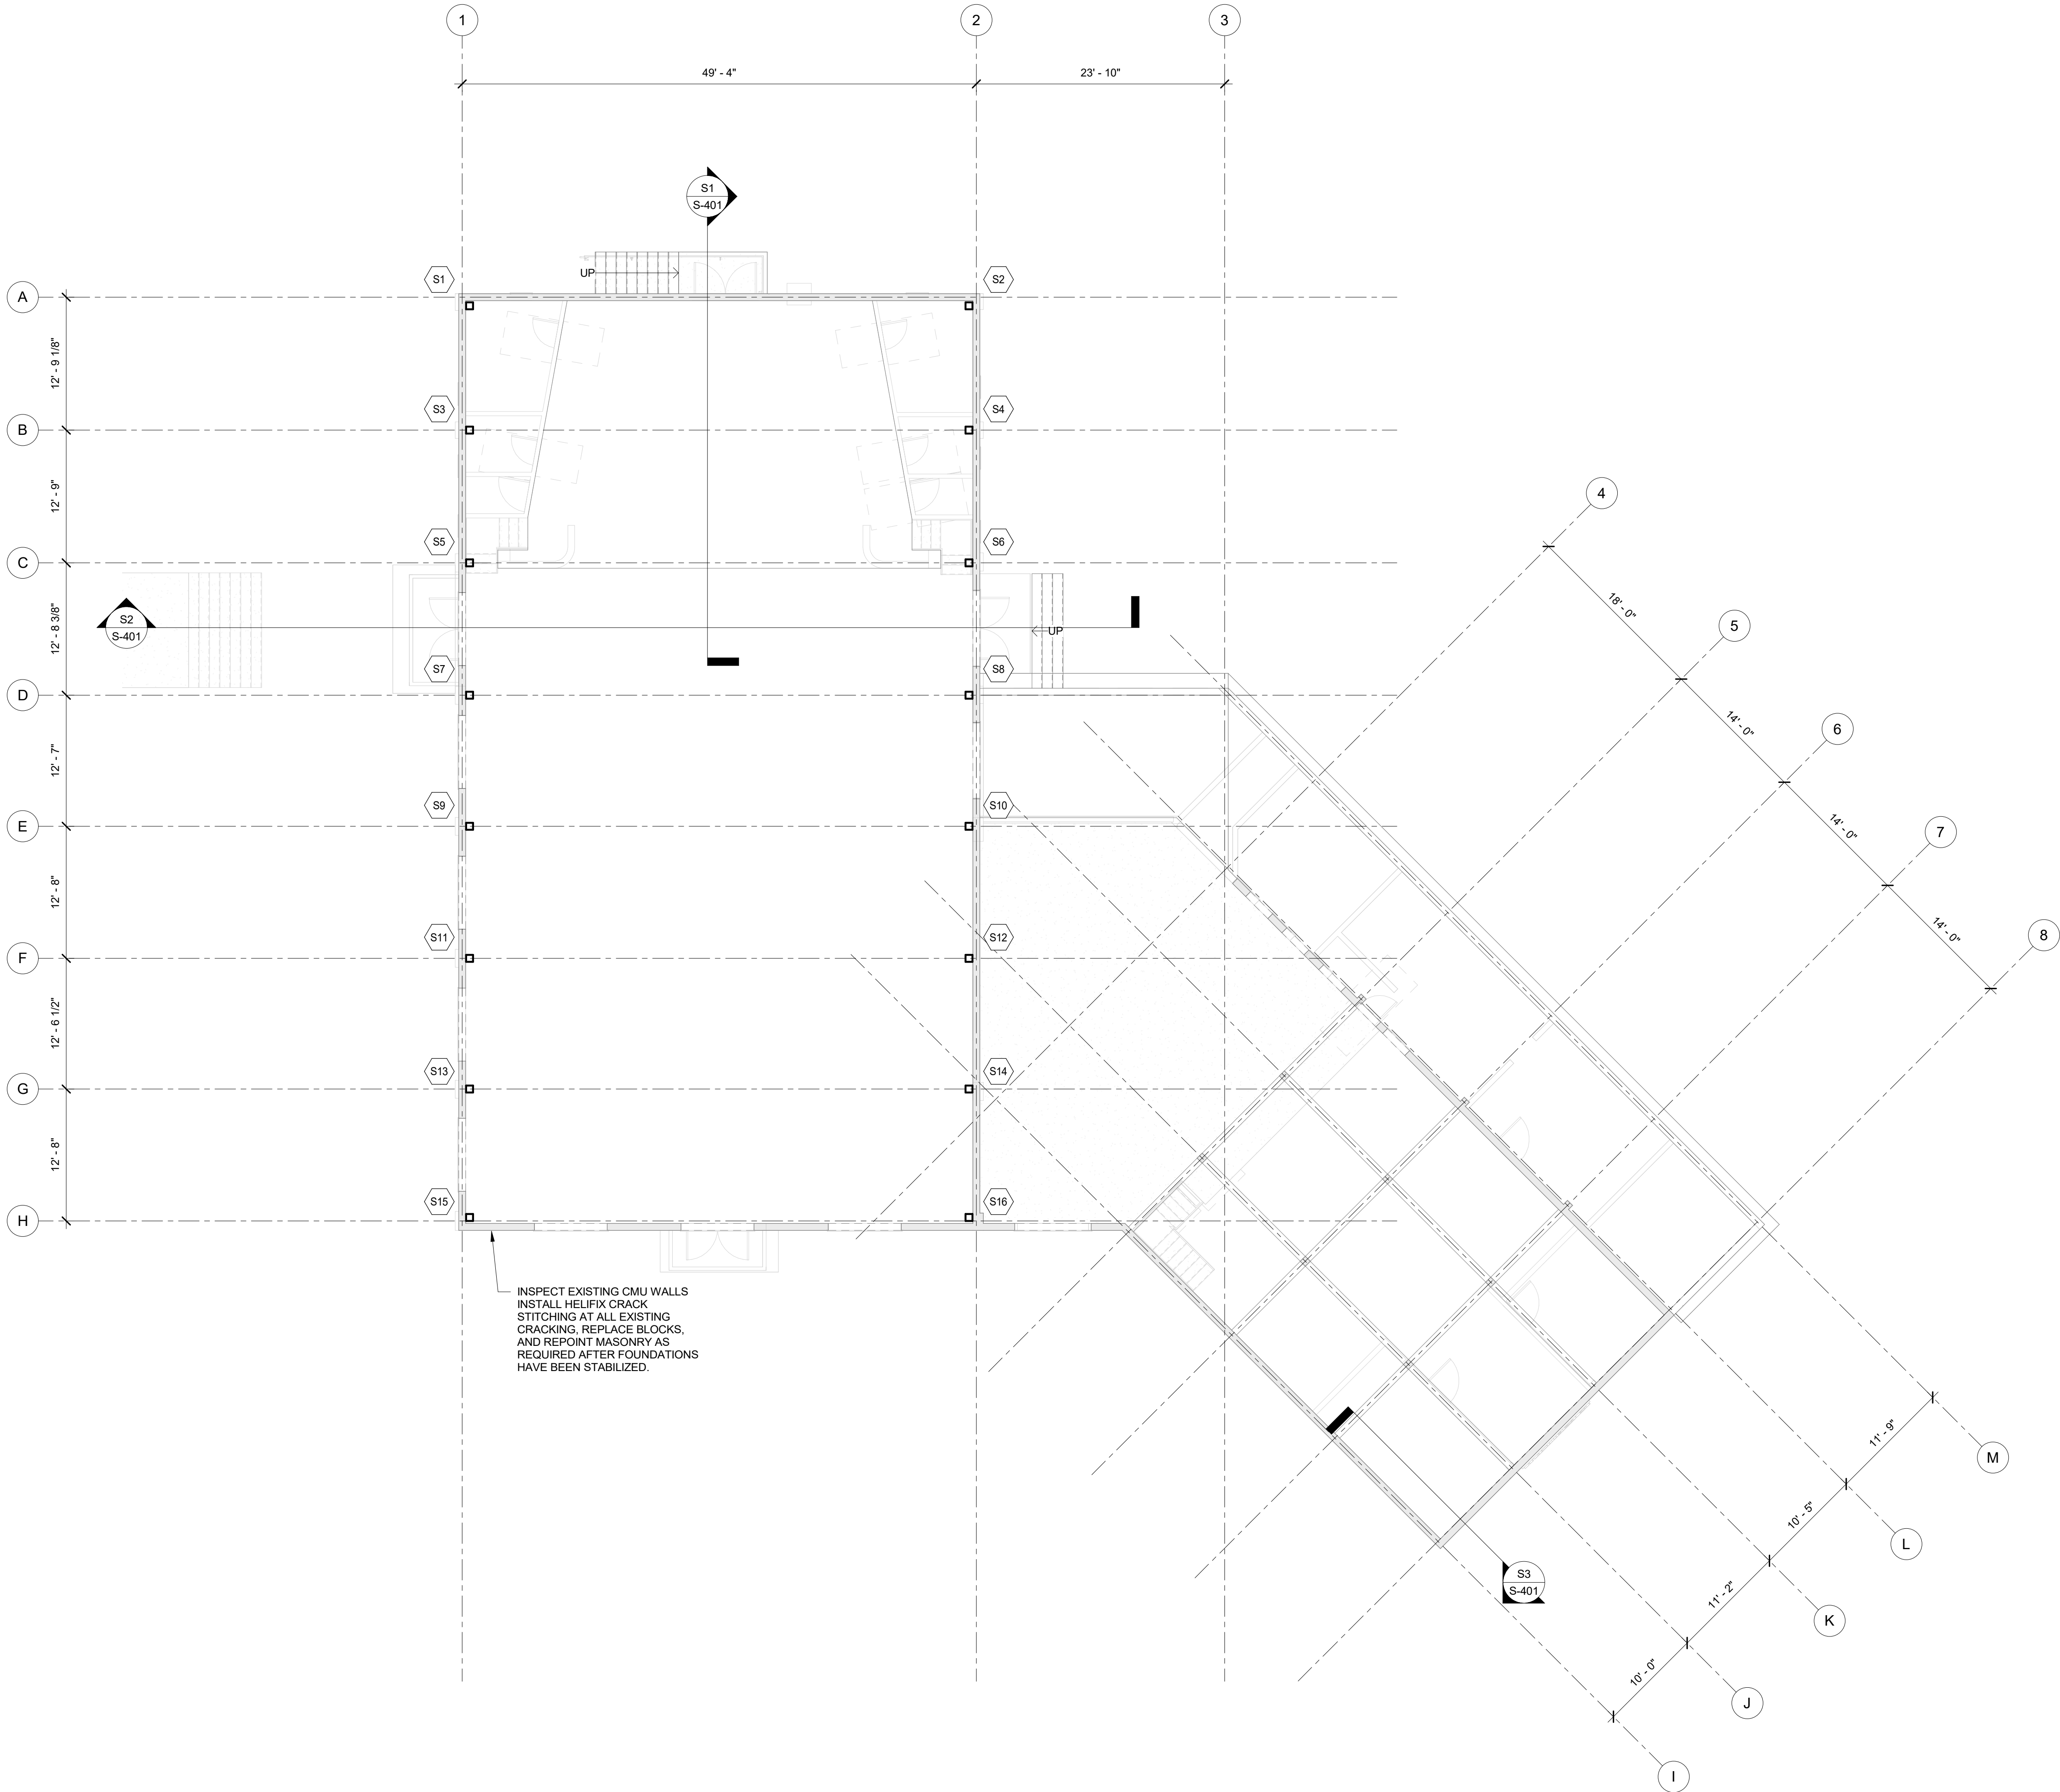 1
2
3
49' - 4"
23' - 10"
S1
S-401
UP
S1
S2
A
12' - 9 1/8"
S3
S4
B
12' - 9"
4
S5
S6
C
18' - 0"
12' - 8 3/8"
S2
S-401
UP
5
S7
S8
D
14' - 0"
6
12' - 7"
S9
S10
E
14' - 0"
7
12' - 8"
S11
S12
F
14' - 0"
8
12' - 6 1/2"
S13
S14
G
12' - 8"
S15
S16
H
INSPECT EXISTING CMU WALLS
INSTALL HELIFIX CRACK
STITCHING AT ALL EXISTING
CRACKING, REPLACE BLOCKS,
AND REPOINT MASONRY AS
REQUIRED AFTER FOUNDATIONS
HAVE BEEN STABILIZED.
11' - 9"
M
10' - 5"
L
S3
S-401
11' - 2"
K
10' - 0"
J
I